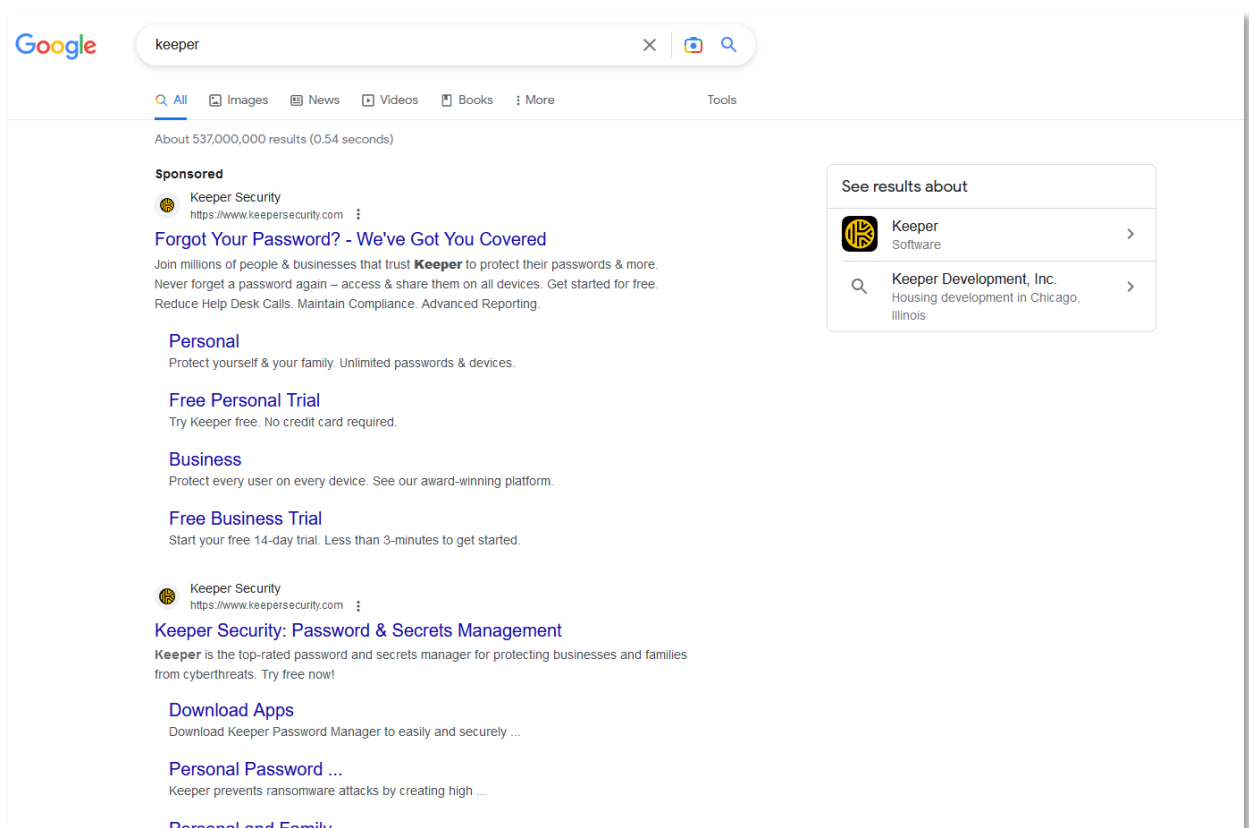 Google
keeper
All Images News Videos Books More Tools
About 537,000,000 results (0.54 seconds)
Sponsored
Keeper Security
https://www.keepersecurity.com
Forgot Your Password? - We've Got You Covered
Join millions of people & businesses that trust Keeper to protect their passwords & more.
Never forget a password again – access & share them on all devices. Get started for free.
Reduce Help Desk Calls. Maintain Compliance. Advanced Reporting.
Personal
Protect yourself & your family. Unlimited passwords & devices.
Free Personal Trial
Try Keeper free. No credit card required.
Business
Protect every user on every device. See our award-winning platform.
Free Business Trial
Start your free 14-day trial. Less than 3-minutes to get started.
Keeper Security
https://www.keepersecurity.com
Keeper Security: Password & Secrets Management
Keeper is the top-rated password and secrets manager for protecting businesses and families
from cyberthreats. Try free now!
Download Apps
Download Keeper Password Manager to easily and securely ...
Personal Password ...
Keeper prevents ransomware attacks by creating high ...
Personal and Family
See results about
Keeper
Software
Keeper Development, Inc.
Housing development in Chicago,
Illinois